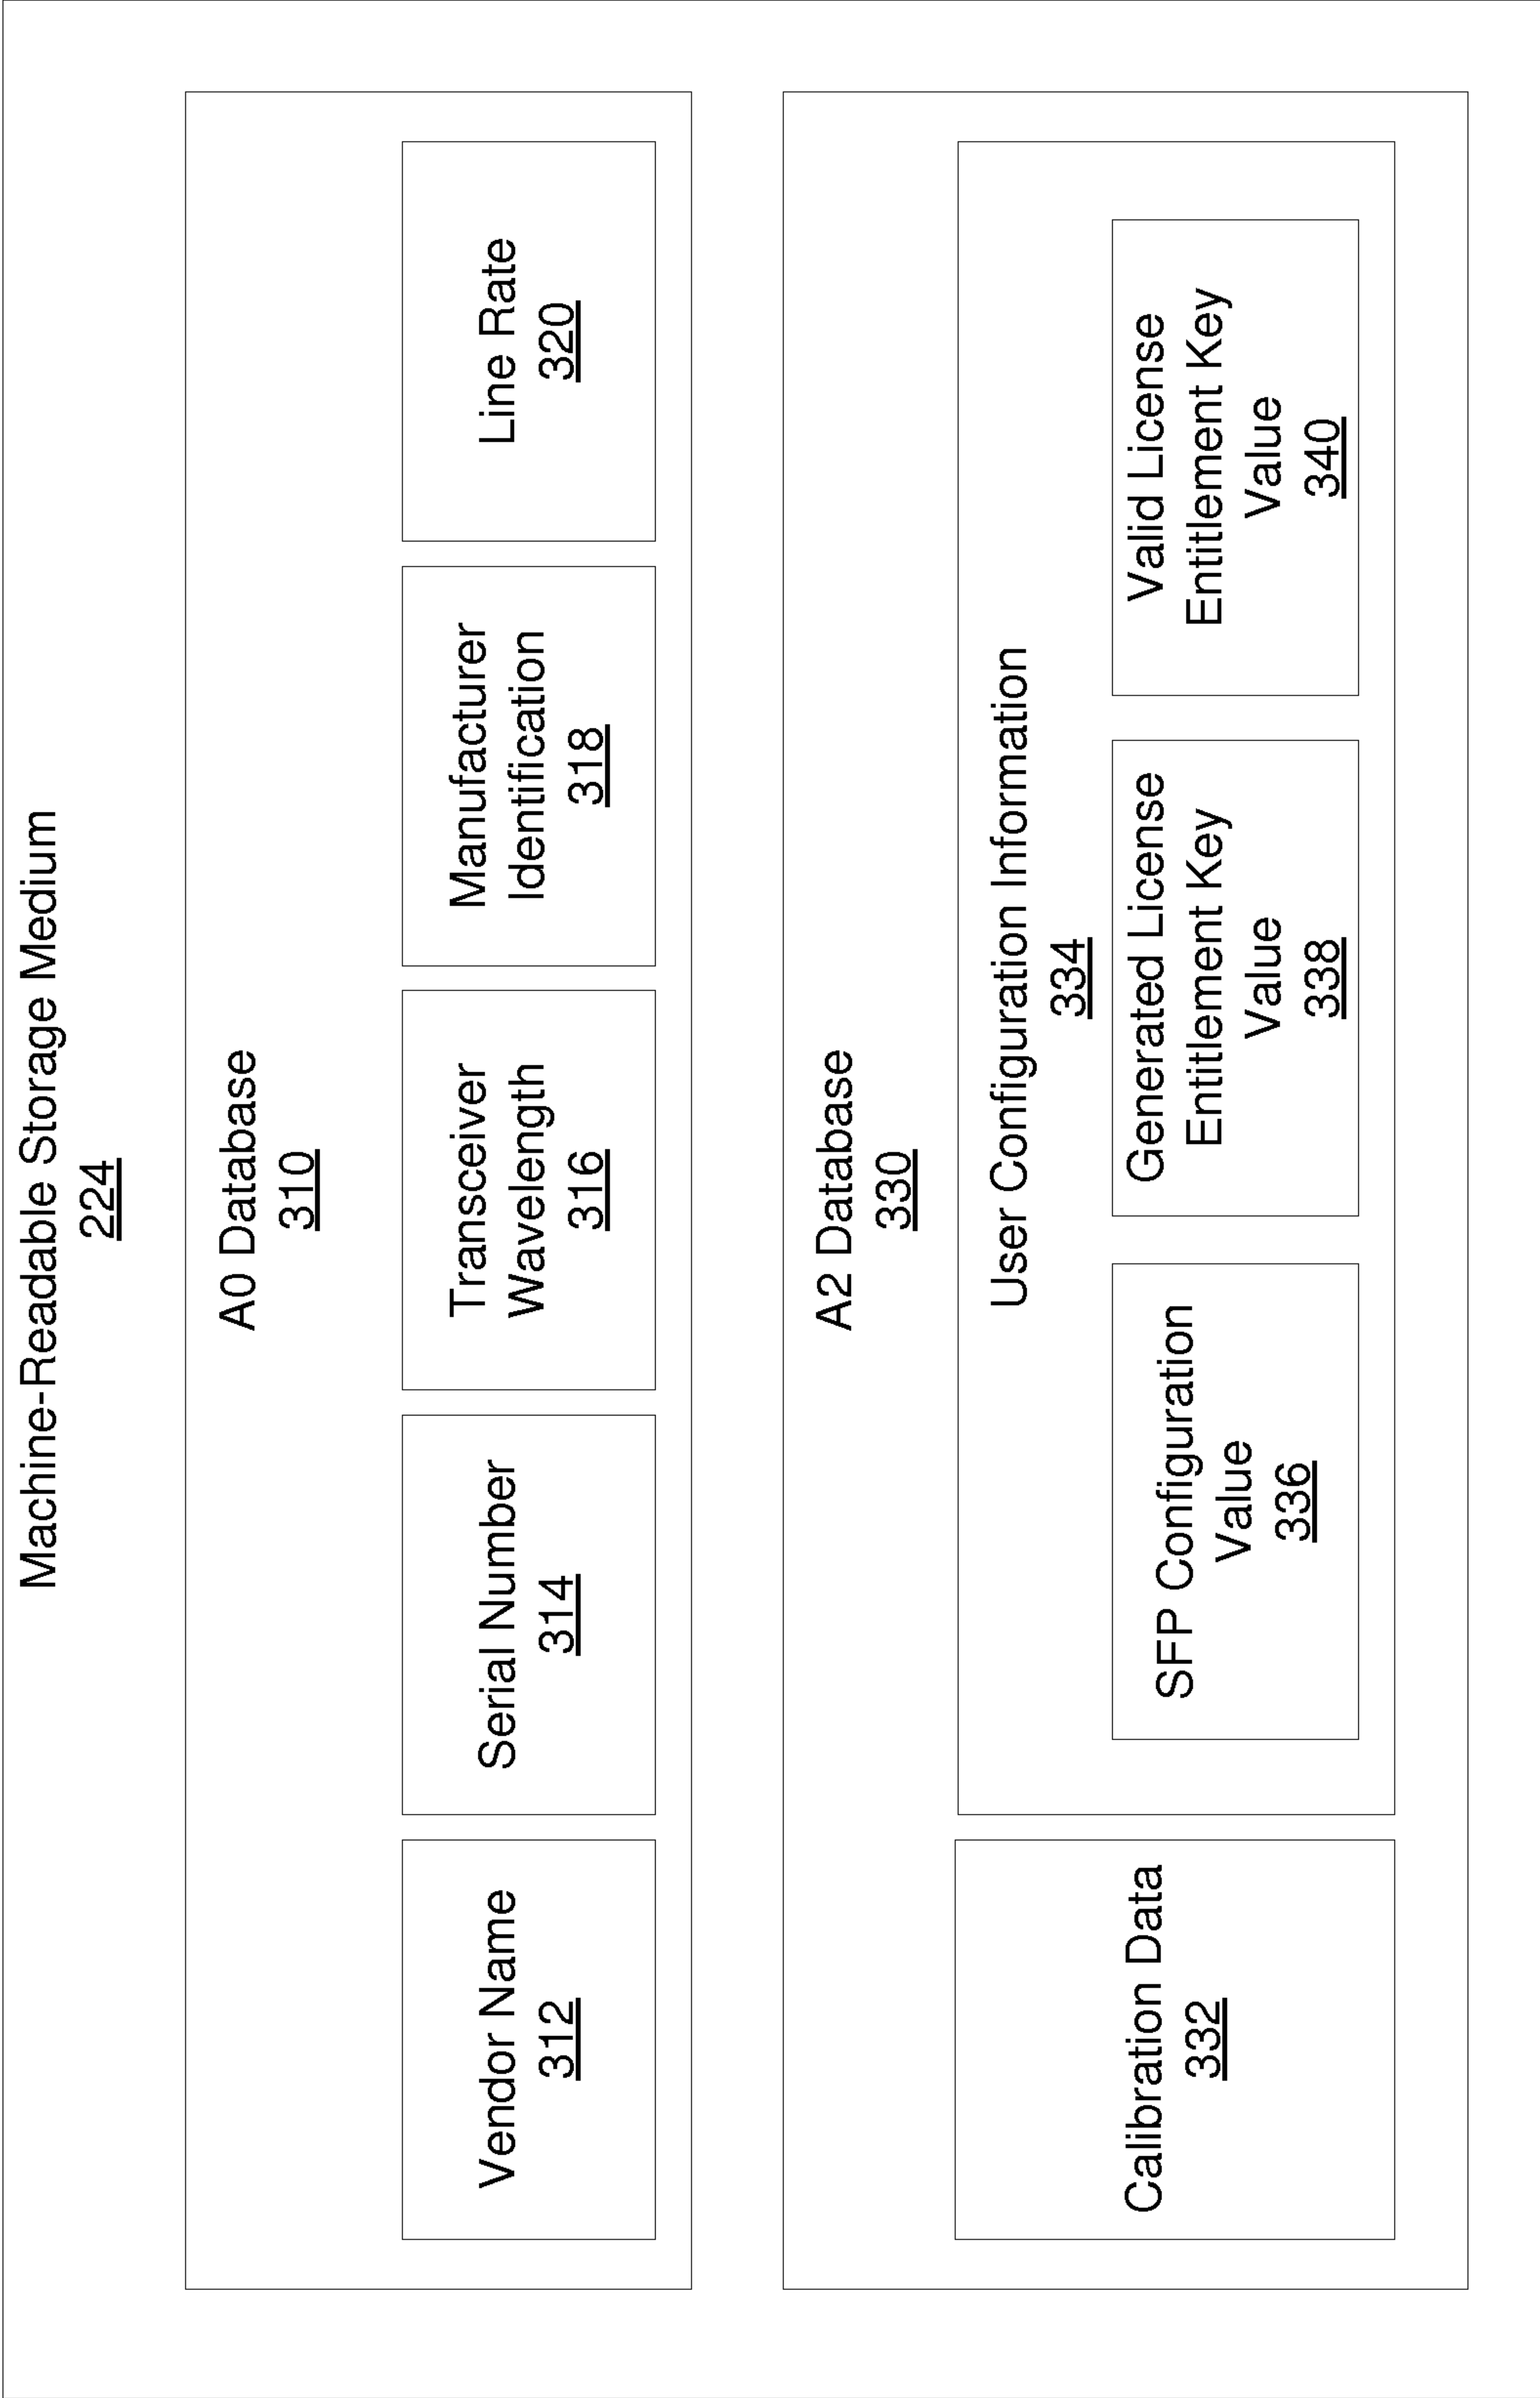 Machine-Readable Storage Medium
224
A0 Database
310
Vendor Name
312
Serial Number
314
Transceiver
Wavelength
316
Manufacturer
Identification
318
Line Rate
320
A2 Database
330
Calibration Data
332
User Configuration Information
334
SFP Configuration
Value
336
Generated License
Entitlement Key
Value
338
Valid License
Entitlement Key
Value
340